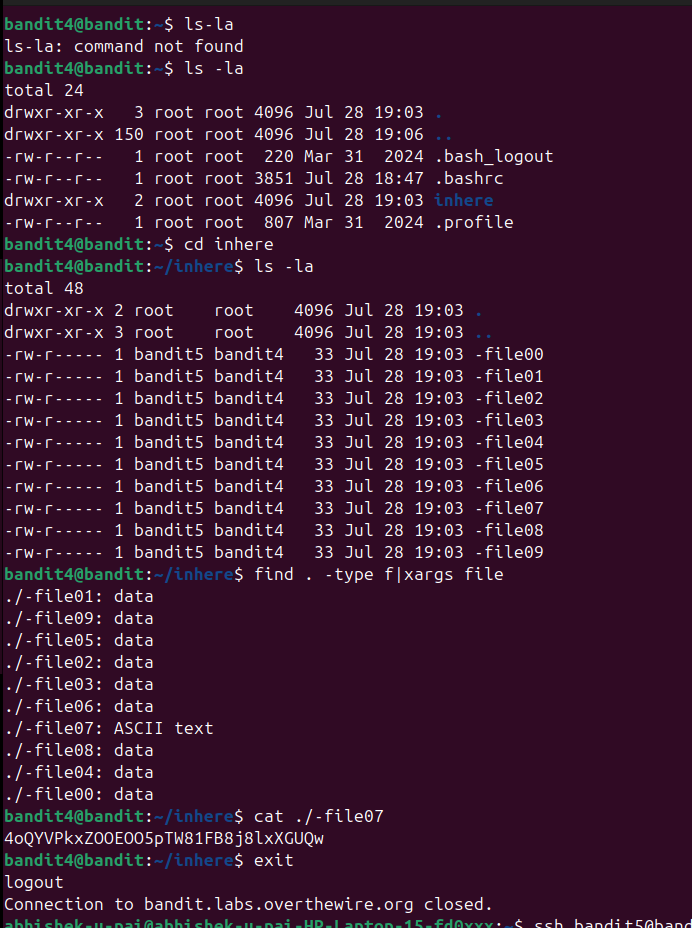 bandit4@bandit:~$ ls-la
ls-la: command not found
bandit4@bandit:~$ ls -la
total 24
drwxr-xr-x   3 root root 4096 Jul 28 19:03 .
drwxr-xr-x 150 root root 4096 Jul 28 19:06 ..
-rw-r--r--   1 root root  220 Mar 31  2024 .bash_logout
-rw-r--r--   1 root root 3851 Jul 28 18:47 .bashrc
drwxr-xr-x   2 root root 4096 Jul 28 19:03 inhere
-rw-r--r--   1 root root  807 Mar 31  2024 .profile
bandit4@bandit:~$ cd inhere
bandit4@bandit:~/inhere$ ls -la
total 48
drwxr-xr-x 2 root    root    4096 Jul 28 19:03 .
drwxr-xr-x 3 root    root    4096 Jul 28 19:03 ..
-rw-r----- 1 bandit5 bandit4   33 Jul 28 19:03 -file00
-rw-r----- 1 bandit5 bandit4   33 Jul 28 19:03 -file01
-rw-r----- 1 bandit5 bandit4   33 Jul 28 19:03 -file02
-rw-r----- 1 bandit5 bandit4   33 Jul 28 19:03 -file03
-rw-r----- 1 bandit5 bandit4   33 Jul 28 19:03 -file04
-rw-r----- 1 bandit5 bandit4   33 Jul 28 19:03 -file05
-rw-r----- 1 bandit5 bandit4   33 Jul 28 19:03 -file06
-rw-r----- 1 bandit5 bandit4   33 Jul 28 19:03 -file07
-rw-r----- 1 bandit5 bandit4   33 Jul 28 19:03 -file08
-rw-r----- 1 bandit5 bandit4   33 Jul 28 19:03 -file09
bandit4@bandit:~/inhere$ find . -type f|xargs file
./-file01: data
./-file09: data
./-file05: data
./-file02: data
./-file03: data
./-file06: data
./-file07: ASCII text
./-file08: data
./-file04: data
./-file00: data
bandit4@bandit:~/inhere$ cat ./-file07
4oQYVPkxZOOEOO5pTW81FB8j8lxXGUQw
bandit4@bandit:~/inhere$ exit
logout
Connection to bandit.labs.overthewire.org closed.
abhishek-u-pai@abhishek-u-pai-HP-Laptop-15-fd0xxx:~$ ssh bandit5@band